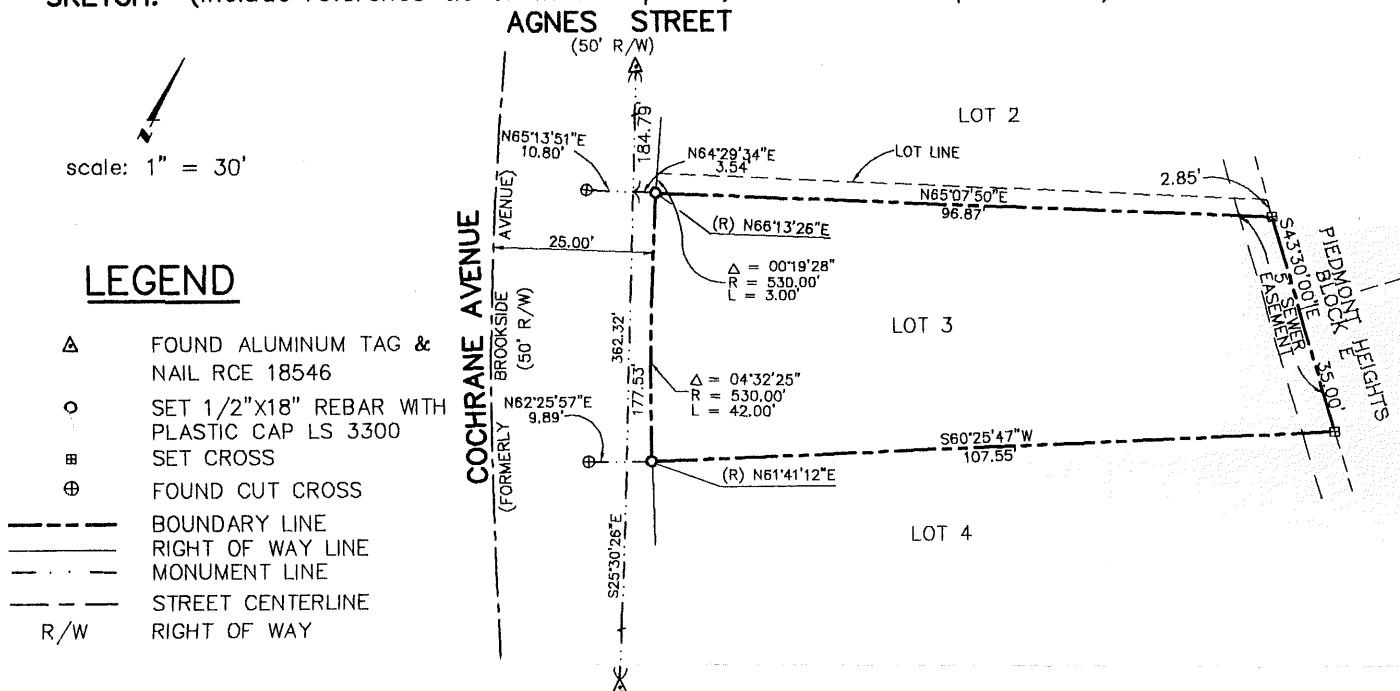 SKETCH:
AGNES STREET
(50' R/W)
scale: 1" = 30'
N
184.79'
LOT 2
N65°13'51"E
10.80'
N64°29'34"E
3.54'
LOT LINE
2.85'
N65°07'50"E
96.87'
(R) N66°13'26"E
25.00'
Δ = 00°19'28"
R = 530.00'
L = 3.00'
COCHRANE AVENUE
(FORMERLY BROOKSIDE AVENUE)
(50' R/W)
362.32'
177.53'
LOT 3
S43°30'00"E
35.00'
5' SEWER
EASEMENT
PIEDMONT HEIGHTS
BLOCK E
Δ = 04°32'25"
R = 530.00'
L = 42.00'
N62°25'57"E
9.89'
S60°25'47"W
107.55'
(R) N61°41'12"E
S25°30'26"E
LOT 4
LEGEND
FOUND ALUMINUM TAG &
NAIL RCE 18546
SET 1/2"X18" REBAR WITH
PLASTIC CAP LS 3300
SET CROSS
FOUND CUT CROSS
BOUNDARY LINE
RIGHT OF WAY LINE
MONUMENT LINE
STREET CENTERLINE
R/W RIGHT OF WAY